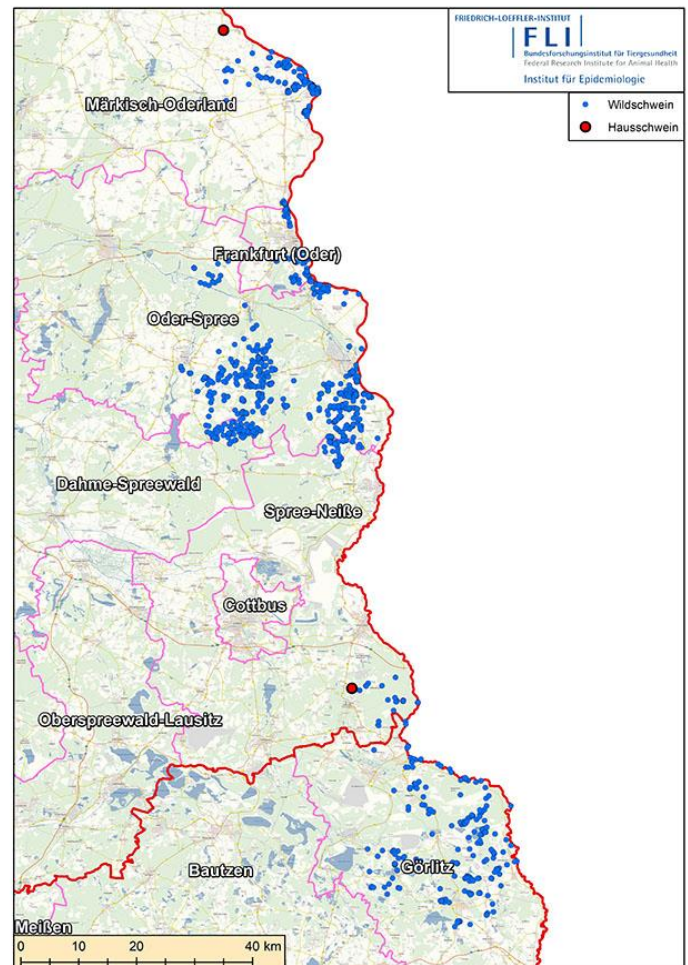 FRIEDRICH-LOEFFLER-INSTITUT
FLI
Bundesforschungsinstitut für Tiergesundheit
Federal Research Institute for Animal Health
Institut für Epidemiologie
Wildschwein
Hausschwein
Märkisch-Oderland
Frankfurt (Oder)
Oder-Spree
Dahme-Spreewald
Spree-Neiße
Cottbus
Oberspreewald-Lausitz
Bautzen
Görlitz
Meißen
0 10 20 40 km